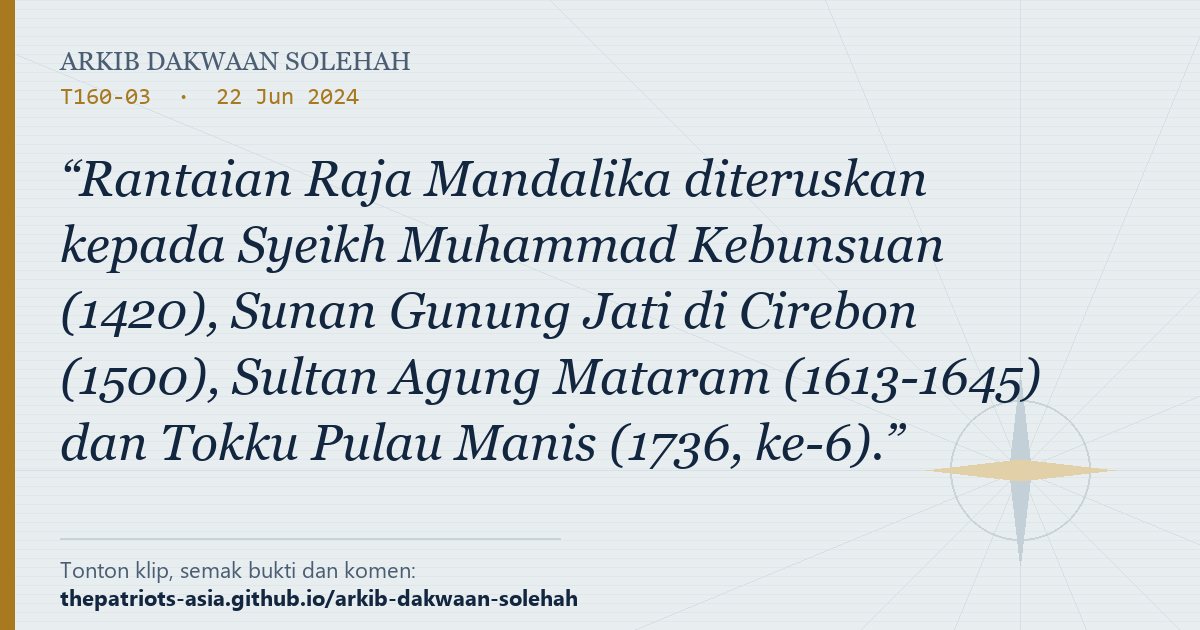 ARKIB DAKWAAN SOLEHAH
T160-03 · 22 Jun 2024
“Rantaian Raja Mandalika diteruskan
kepada Syeikh Muhammad Kebunsuan
(1420), Sunan Gunung Jati di Cirebon
(1500), Sultan Agung Mataram (1613-1645)
dan Tokku Pulau Manis (1736, ke-6).”
Tonton klip, semak bukti dan komen:
thepatriots-asia.github.io/arkib-dakwaan-solehah